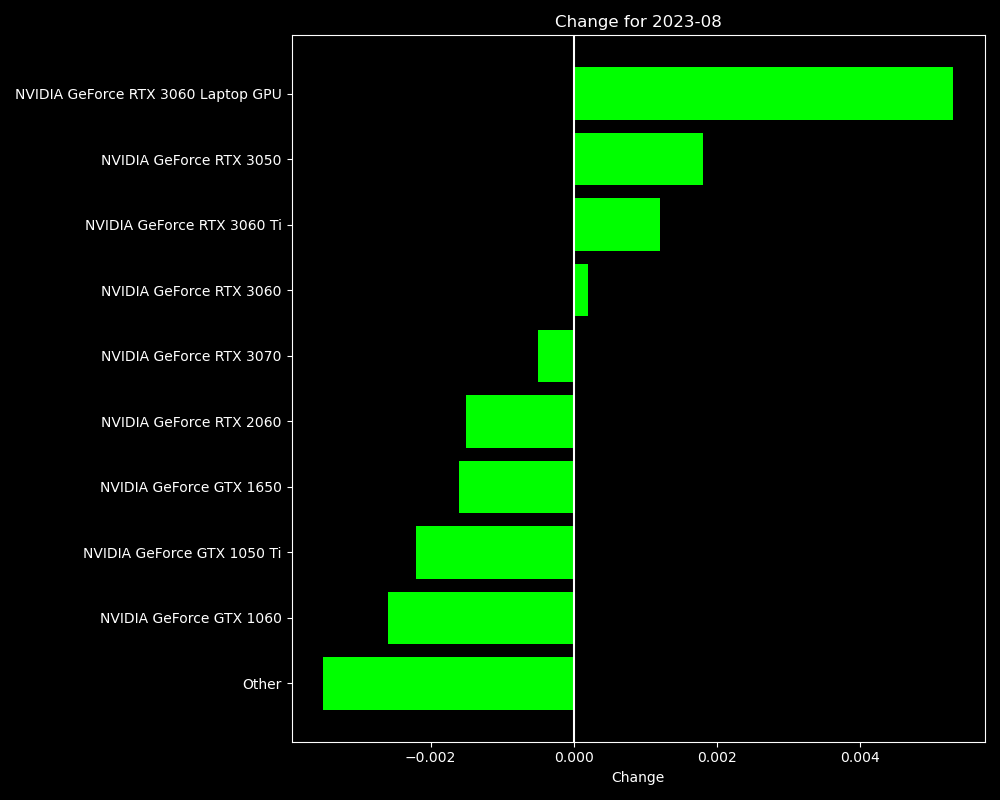 Change for 2023-08
NVIDIA GeForce RTX 3060 Laptop GPU
NVIDIA GeForce RTX 3050
NVIDIA GeForce RTX 3060 Ti
NVIDIA GeForce RTX 3060
NVIDIA GeForce RTX 3070
NVIDIA GeForce RTX 2060
NVIDIA GeForce GTX 1650
NVIDIA GeForce GTX 1050 Ti
NVIDIA GeForce GTX 1060
Other
−0.002 0.000 0.002 0.004
Change